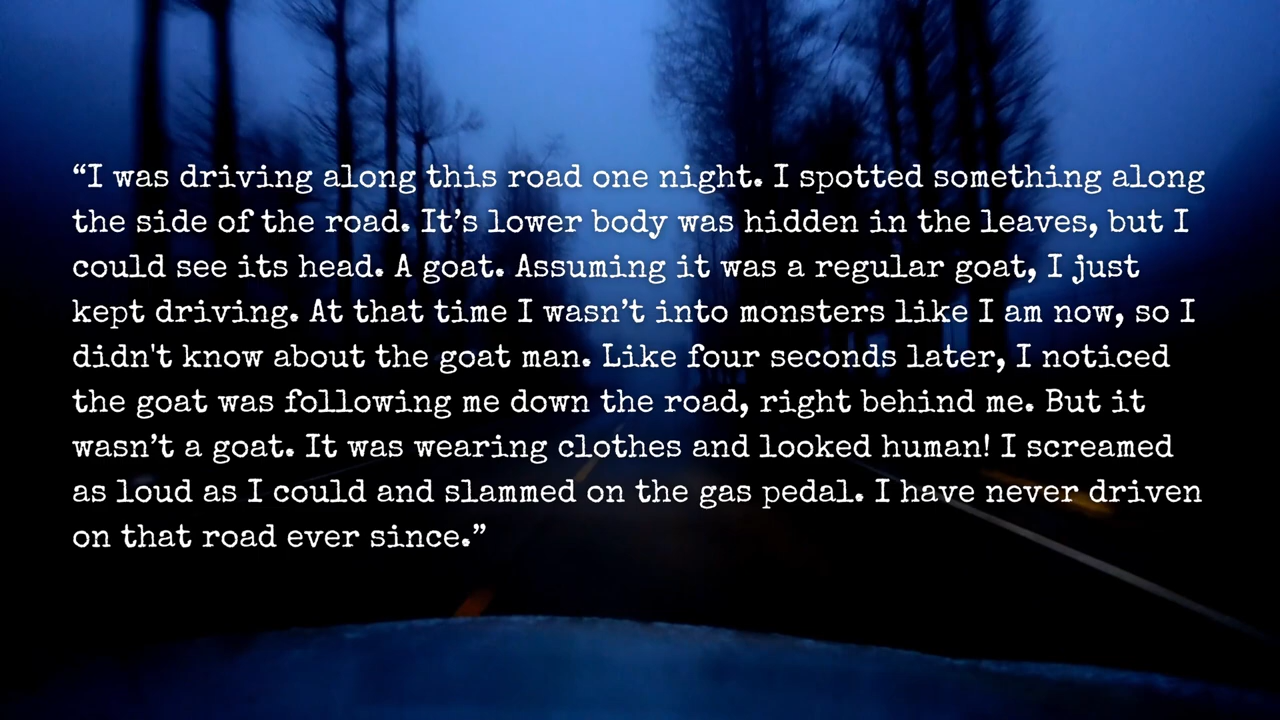 “I was driving along this road one night. I spotted something along
the side of the road. It’s lower body was hidden in the leaves, but I
could see its head. A goat. Assuming it was a regular goat, I just
kept driving. At that time I wasn’t into monsters like I am now, so I
didn't know about the goat man. Like four seconds later, I noticed
the goat was following me down the road, right behind me. But it
wasn’t a goat. It was wearing clothes and looked human! I screamed
as loud as I could and slammed on the gas pedal. I have never driven
on that road ever since.”